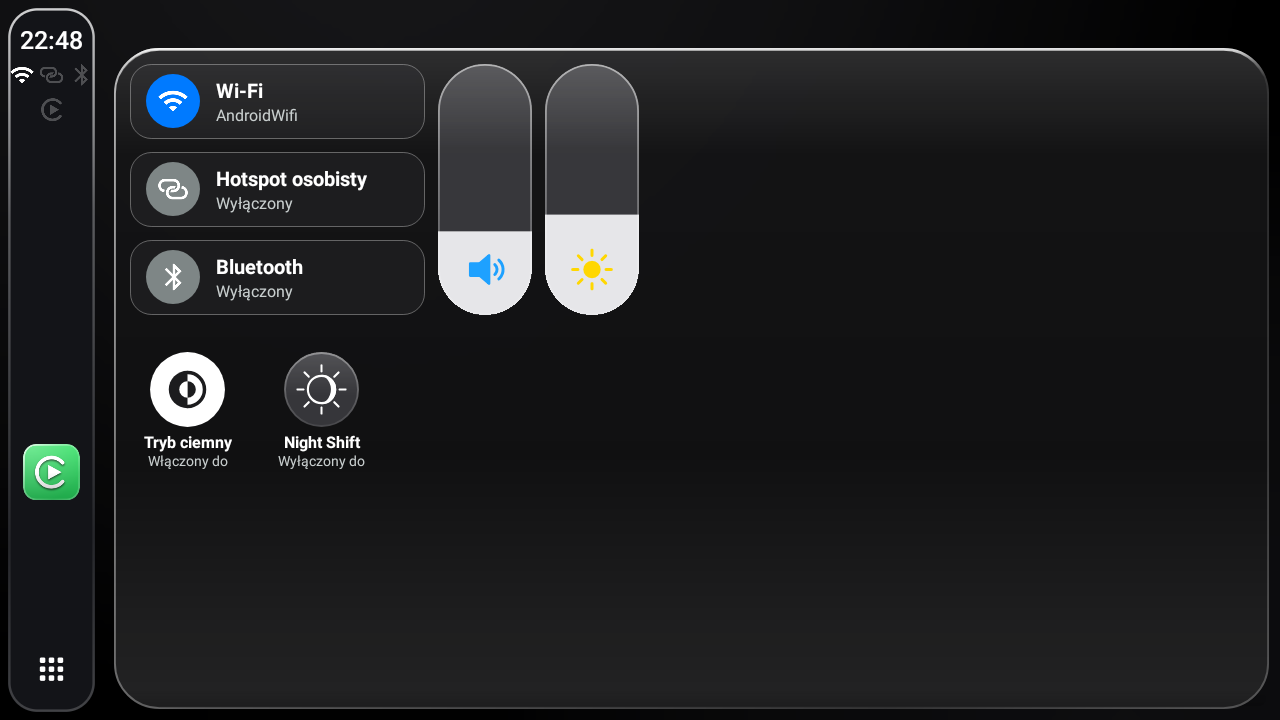 22:48
Wi-Fi
AndroidWifi
Hotspot osobisty
Wyłączony
Bluetooth
Wyłączony
Tryb ciemny
Włączony do
Night Shift
Wyłączony do